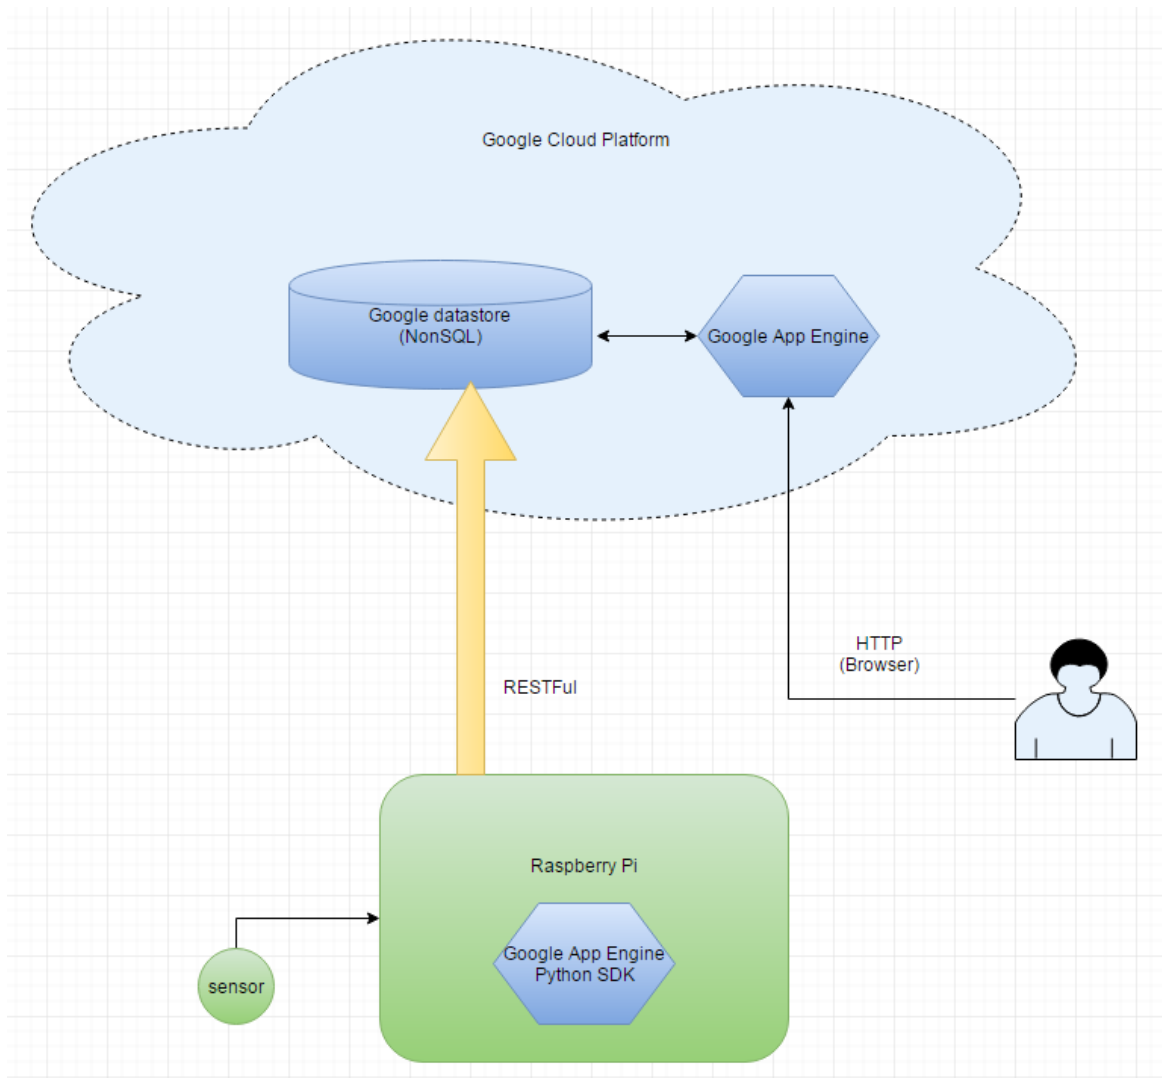 Google Cloud Platform
Google datastore
(NonSQL)
Google App Engine
HTTP
(Browser)
RESTFul
Raspberry Pi
Google App Engine
Python SDK
sensor